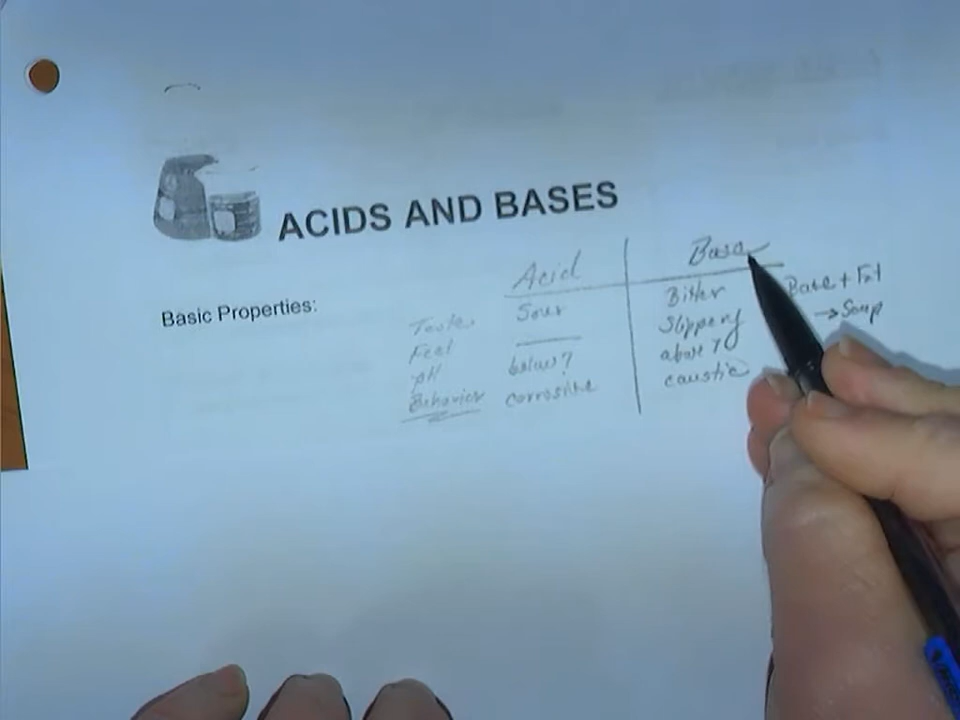 ACIDS AND BASES
Basic Properties:
Acid Base
Taste Sour Bitter Base + Fat
Feel Slippery → Soap
pH below 7 above 7
Behavior corrosive caustic